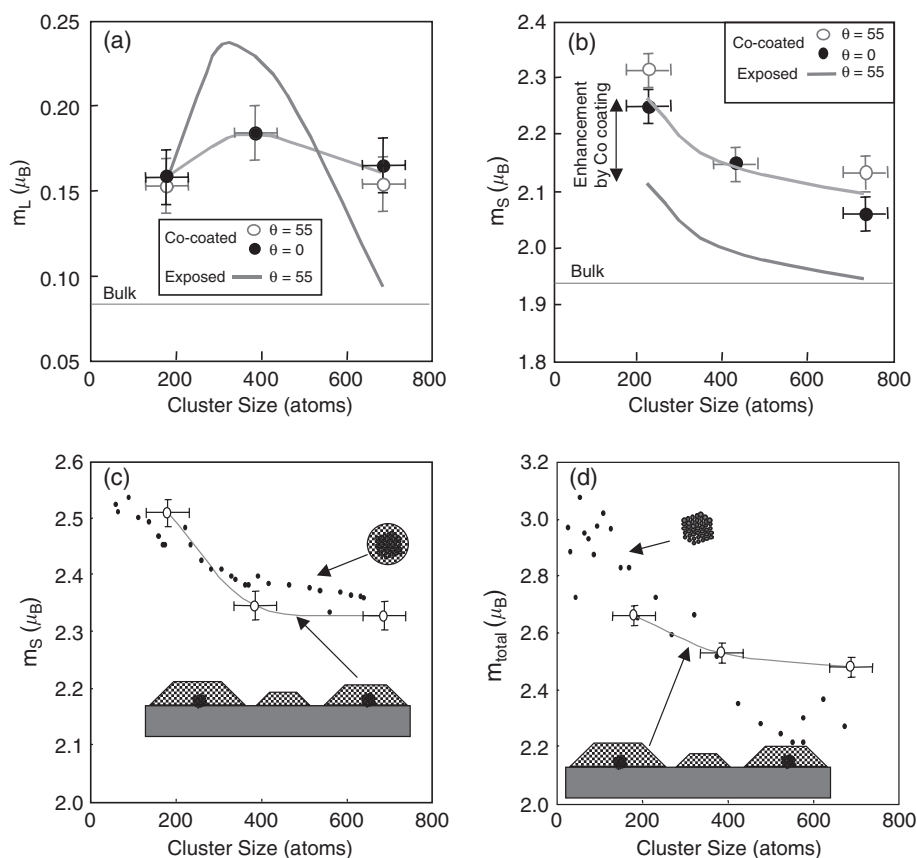 (a)
0.25
0.20
0.15
0.10
0.05
m_L (μ_B)
Co-coated
θ = 55
θ = 0
Exposed
θ = 55
Bulk
0 200 400 600 800
Cluster Size (atoms)
(b)
2.4
2.3
2.2
2.1
2.0
1.9
1.8
m_S (μ_B)
Co-coated
θ = 55
θ = 0
Exposed
θ = 55
Enhancement
by Co coating
Bulk
0 200 400 600 800
Cluster Size (atoms)
(c)
2.6
2.5
2.4
2.3
2.2
2.1
2.0
m_S (μ_B)
0 200 400 600 800
Cluster Size (atoms)
(d)
3.2
3.0
2.8
2.6
2.4
2.2
2.0
m_total (μ_B)
0 200 400 600 800
Cluster Size (atoms)